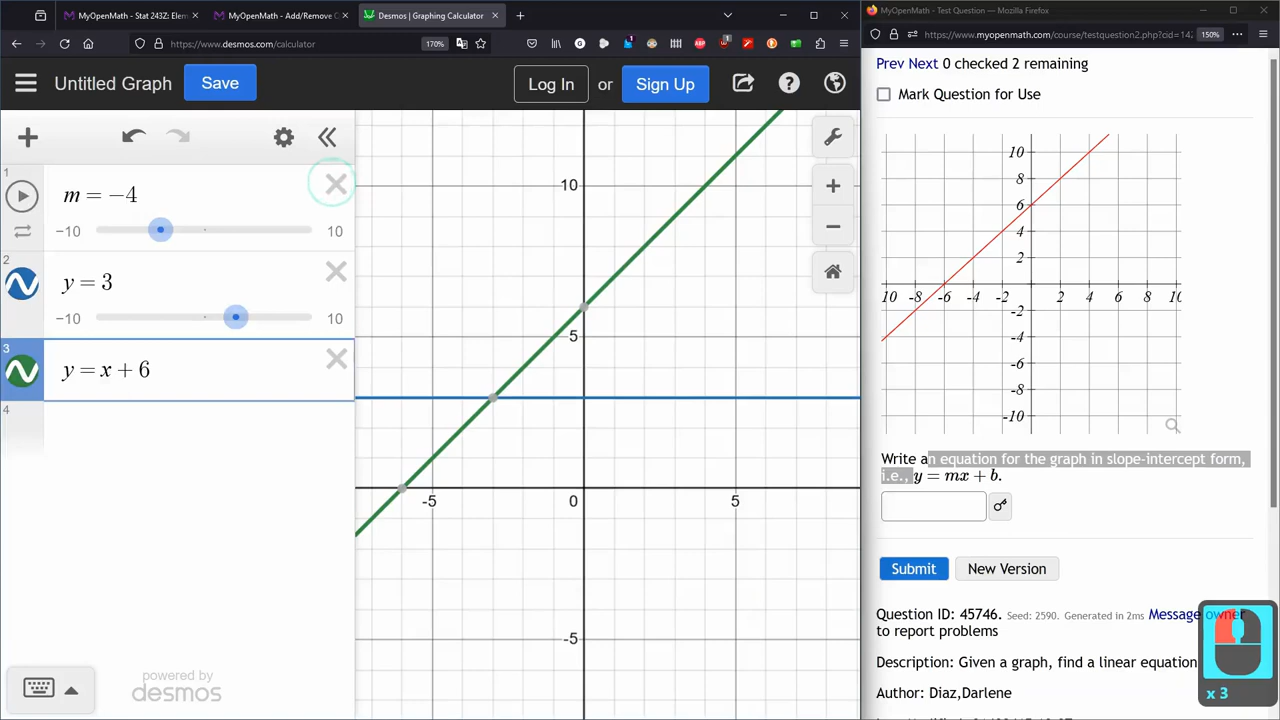 MyOpenMath - Stat 243
MyOpenMath - Add/Remove C
Desmos | Graphing Calculator
MyOpenMath - Test Question — Mozilla Firefox
https://www.desmos.com/calculator
170%
https://www.myopenmath.com/course/testquestion2.php?cid=142
150%
Untitled Graph
Save
Log In
or
Sign Up
1
m = −4
−10
10
2
y = 3
−10
10
3
y = x + 6
4
powered by
desmos
10
5
-5
0
5
-5
Prev Next 0 checked 2 remaining
Mark Question for Use
10
8
6
4
2
10 -8 -6 -4 -2 2 4 6 8 10
-2
-4
-6
-8
-10
Write an equation for the graph in slope-intercept form,
i.e., y = mx + b.
Submit
New Version
Question ID: 45746. Seed: 2590. Generated in 2ms Message owner
to report problems
Description: Given a graph, find a linear equation
Author: Diaz,Darlene
x 3